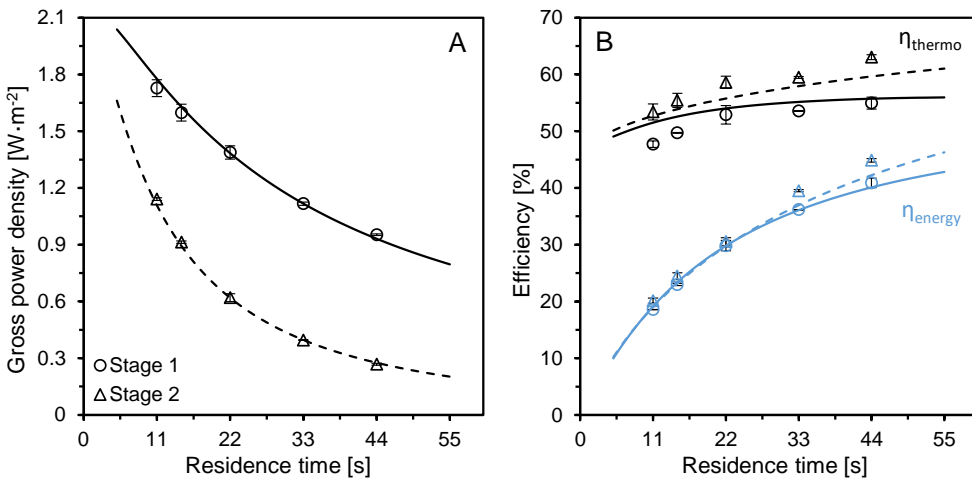 A
Gross power density [W·m-2]
2.1
1.8
1.5
1.2
0.9
0.6
0.3
0
Stage 1
Stage 2
0 11 22 33 44 55
Residence time [s]
B
Efficiency [%]
70
60
50
40
30
20
10
0
ηthermo
ηenergy
0 11 22 33 44 55
Residence time [s]